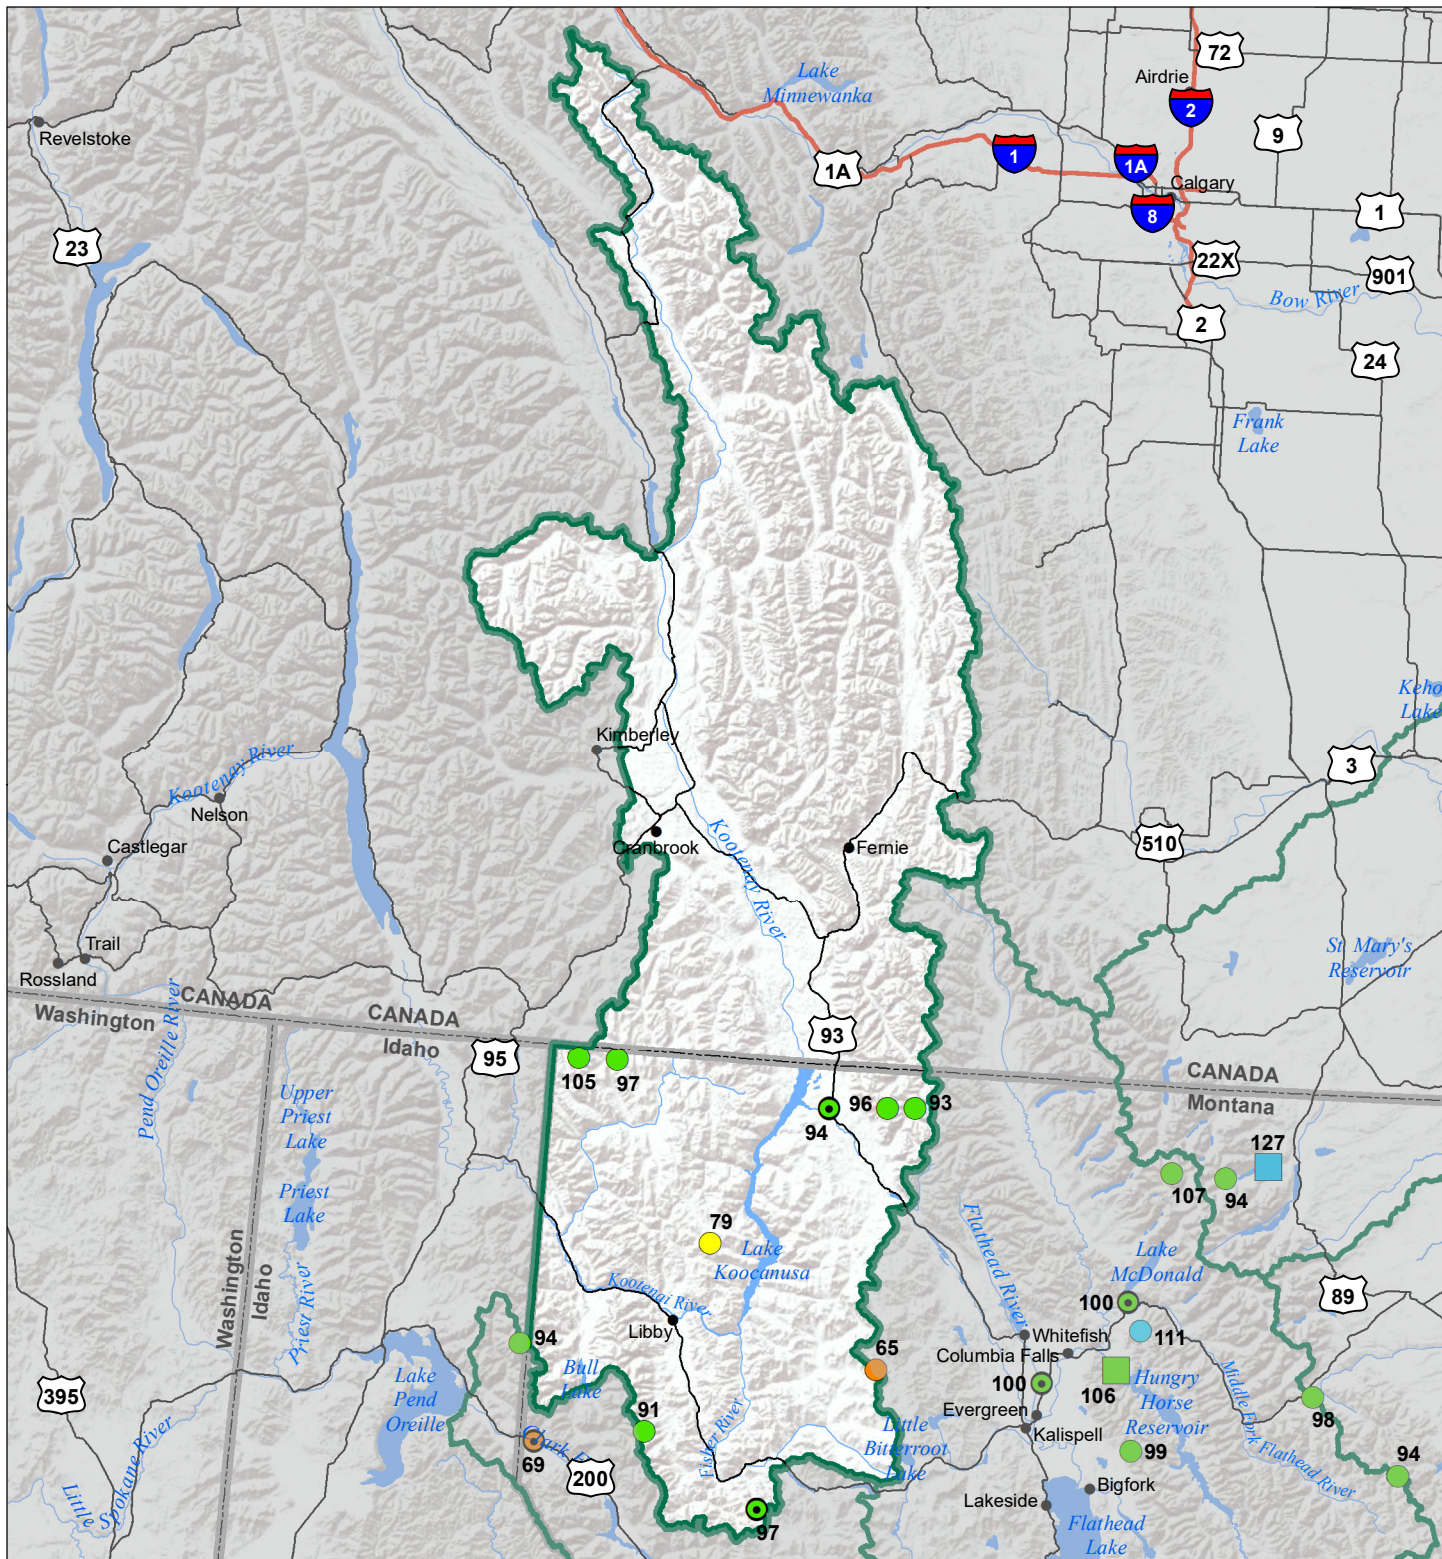 72
Airdrie
Lake
Minnewanka
2
9
Revelstoke
1
1A
1A
Calgary
8
1
23
22X
901
Bow River
2
24
Frank
Lake
Keho
Lake
Kimberley
3
Kootenay River
Nelson
Kootenay River
Cranbrook
Fernie
510
Castlegar
Trail
Rossland
St. Mary's
Reservoir
CANADA
Washington
CANADA
Idaho
Pend Oreille River
95
93
105
97
CANADA
Montana
Upper
Priest
Lake
96
93
94
127
107
94
Priest
Lake
79
Lake
Koocanusa
Flathead River
Lake
McDonald
Washington
Idaho
Priest River
Kootenai River
Libby
89
100
111
Whitefish
Columbia Falls
94
Bull
Lake
65
100
106
Hungry
Horse
Reservoir
Middle Fork Flathead River
395
Lake
Pend
Oreille
91
Evergreen
Kalispell
98
Clark F
69
200
Fisher River
Little
Bitterroot
Lake
99
94
Little
Spokane River
97
Lakeside
Bigfork
Flathead
Lake